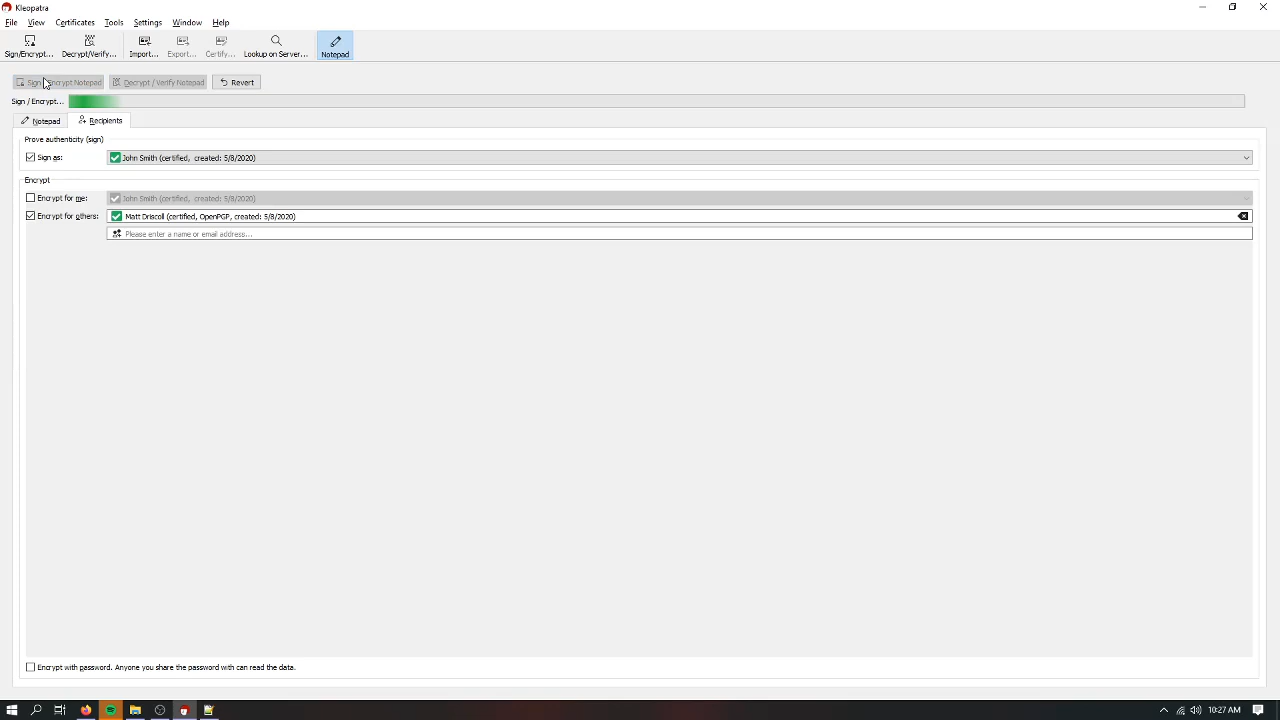 Kleopatra
File View Certificates Tools Settings Window Help
Sign/Encrypt... Decrypt/Verify... Import... Export... Certify... Lookup on Server... Notepad
Sign Encrypt Notepad Decrypt / Verify Notepad Revert
Sign / Encrypt...
Notepad Recipients
Prove authenticity (sign)
Sign as: John Smith (certified, created: 5/8/2020)
Encrypt
Encrypt for me: John Smith (certified, created: 5/8/2020)
Encrypt for others: Matt Driscoll (certified, OpenPGP, created: 5/8/2020)
Please enter a name or email address...
Encrypt with password. Anyone you share the password with can read the data.
10:27 AM